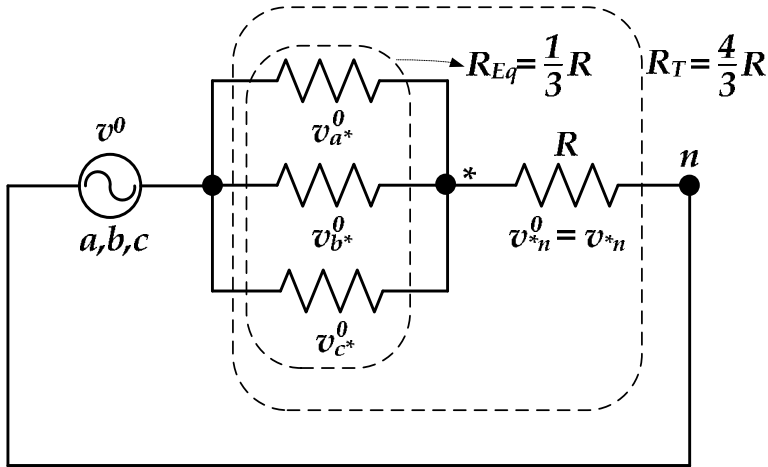 R_Eq = 1/3 R
R_T = 4/3 R
v^0
v^0_a*
*
R
n
a,b,c
v^0_b*
v^0_*n = v_*n
v^0_c*